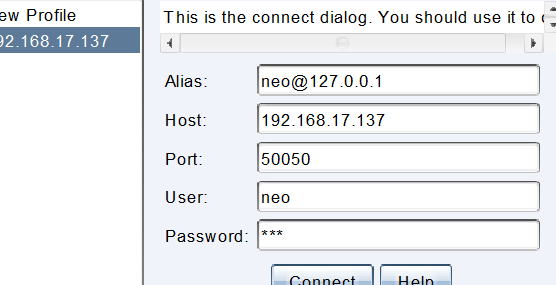 ew Profile
92.168.17.137
This is the connect dialog. You should use it to
Alias: neo@127.0.0.1
Host: 192.168.17.137
Port: 50050
User: neo
Password: ***
Connect Help